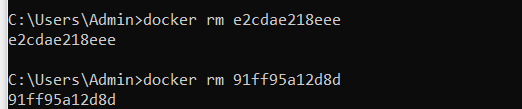 C:\Users\Admin>docker rm e2cdae218eee
e2cdae218eee
C:\Users\Admin>docker rm 91ff95a12d8d
91ff95a12d8d